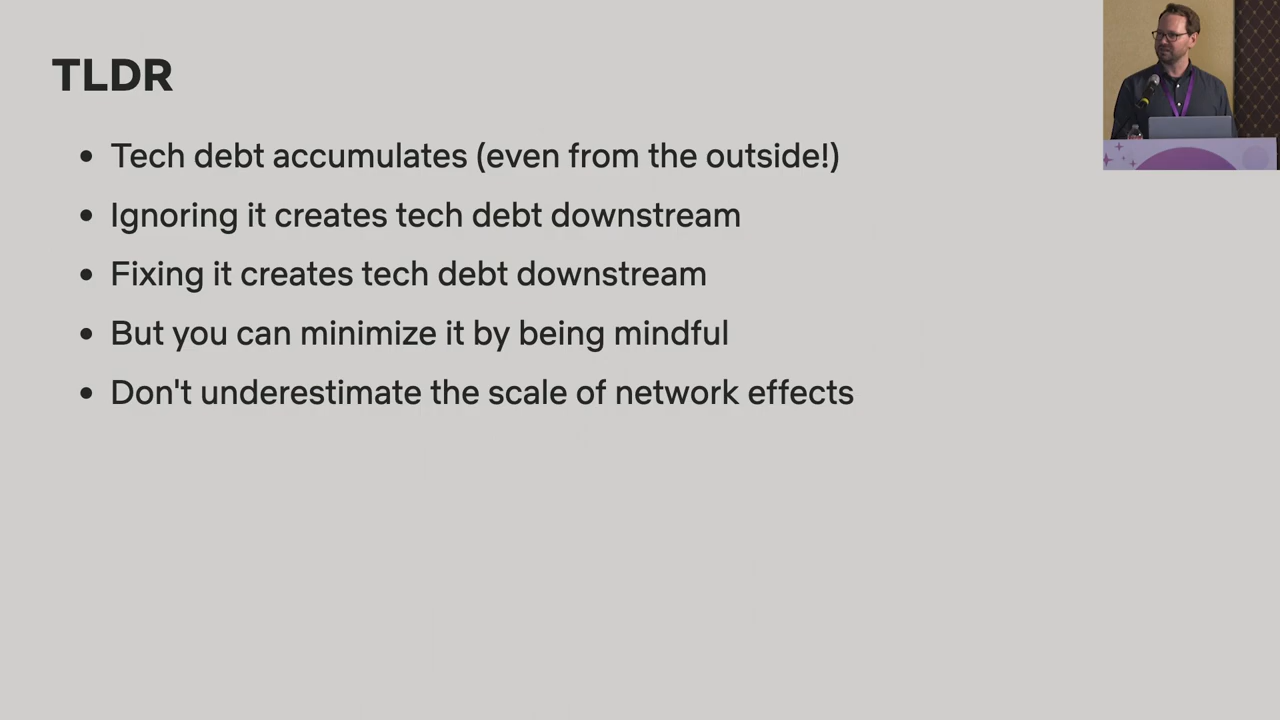 TLDR
• Tech debt accumulates (even from the outside!)
• Ignoring it creates tech debt downstream
• Fixing it creates tech debt downstream
• But you can minimize it by being mindful
• Don't underestimate the scale of network effects